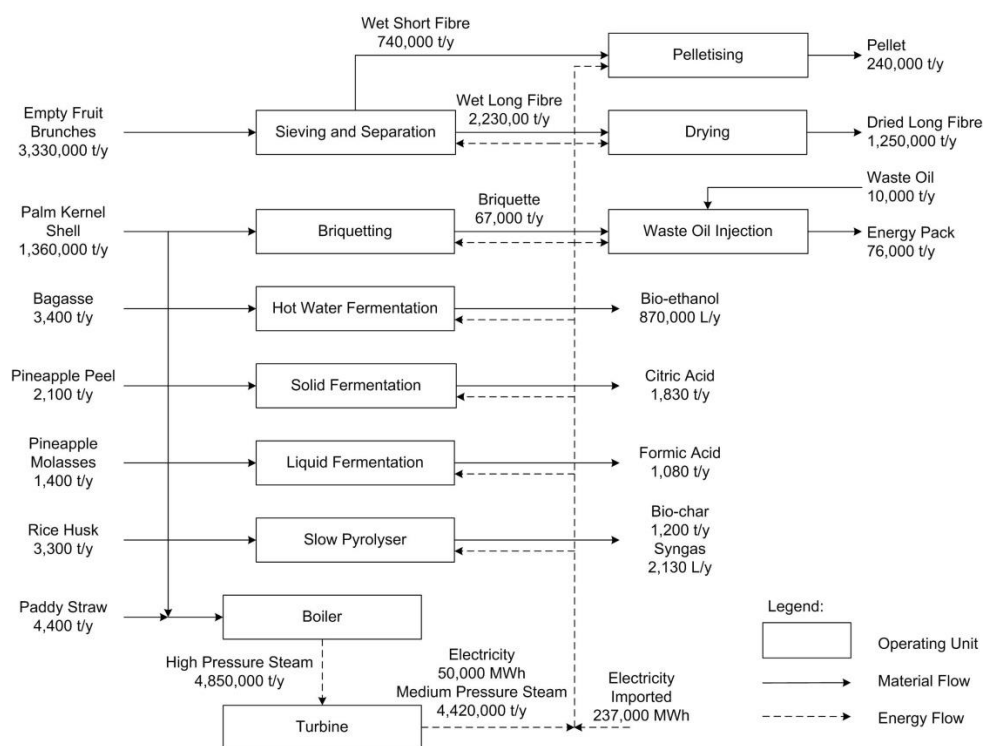 Wet Short Fibre
740,000 t/y
Pelletising
Pellet
240,000 t/y
Empty Fruit
Brunches
3,330,000 t/y
Sieving and Separation
Wet Long Fibre
2,230,00 t/y
Drying
Dried Long Fibre
1,250,000 t/y
Waste Oil
10,000 t/y
Palm Kernel
Shell
1,360,000 t/y
Briquetting
Briquette
67,000 t/y
Waste Oil Injection
Energy Pack
76,000 t/y
Bagasse
3,400 t/y
Hot Water Fermentation
Bio-ethanol
870,000 L/y
Pineapple Peel
2,100 t/y
Solid Fermentation
Citric Acid
1,830 t/y
Pineapple
Molasses
1,400 t/y
Liquid Fermentation
Formic Acid
1,080 t/y
Rice Husk
3,300 t/y
Slow Pyrolyser
Bio-char
1,200 t/y
Syngas
2,130 L/y
Paddy Straw
4,400 t/y
Boiler
High Pressure Steam
4,850,000 t/y
Turbine
Electricity
50,000 MWh
Medium Pressure Steam
4,420,000 t/y
Electricity
Imported
237,000 MWh
Legend:
Operating Unit
Material Flow
Energy Flow